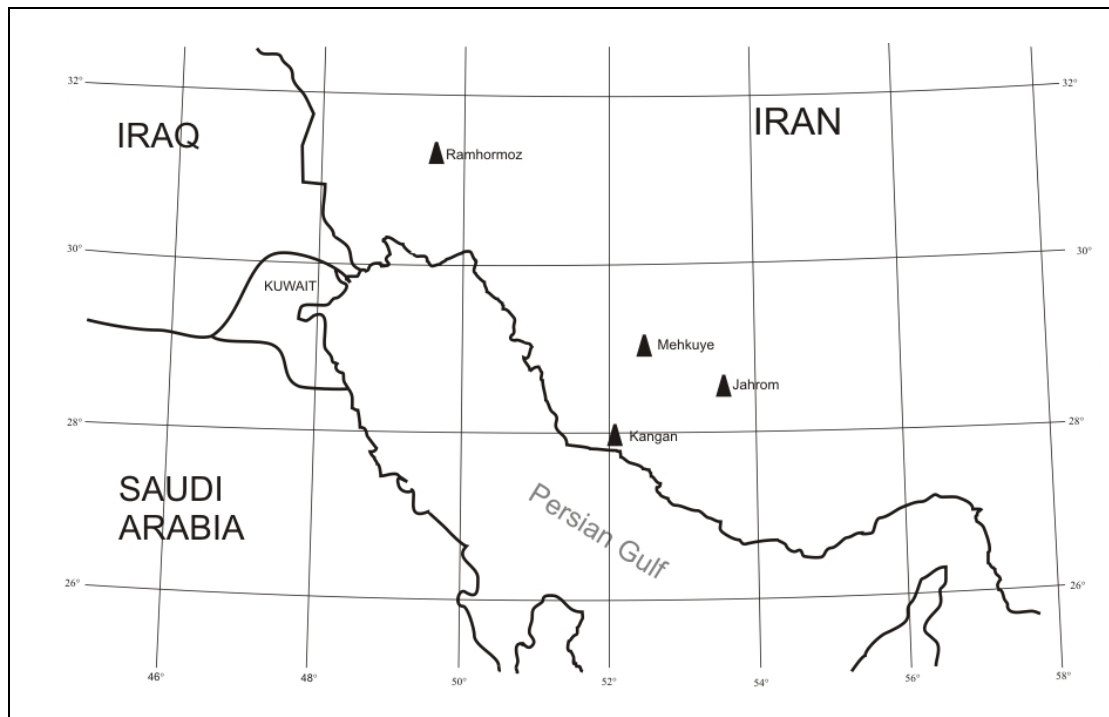 32°
32°
IRAQ
IRAN
Ramhormoz
30°
30°
KUWAIT
Mehkuye
Jahrom
28°
28°
Kangan
SAUDI
ARABIA
Persian Gulf
26°
26°
46°
48°
50°
52°
54°
56°
58°